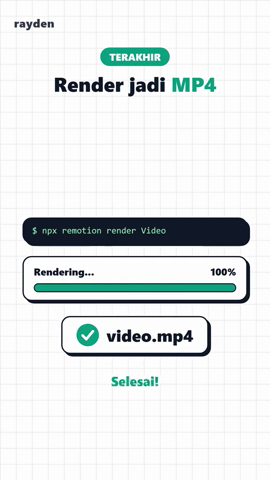 rayden
TERAKHIR
Render jadi MP4
$ npx remotion render Video
Rendering... 100%
video.mp4
Selesai!